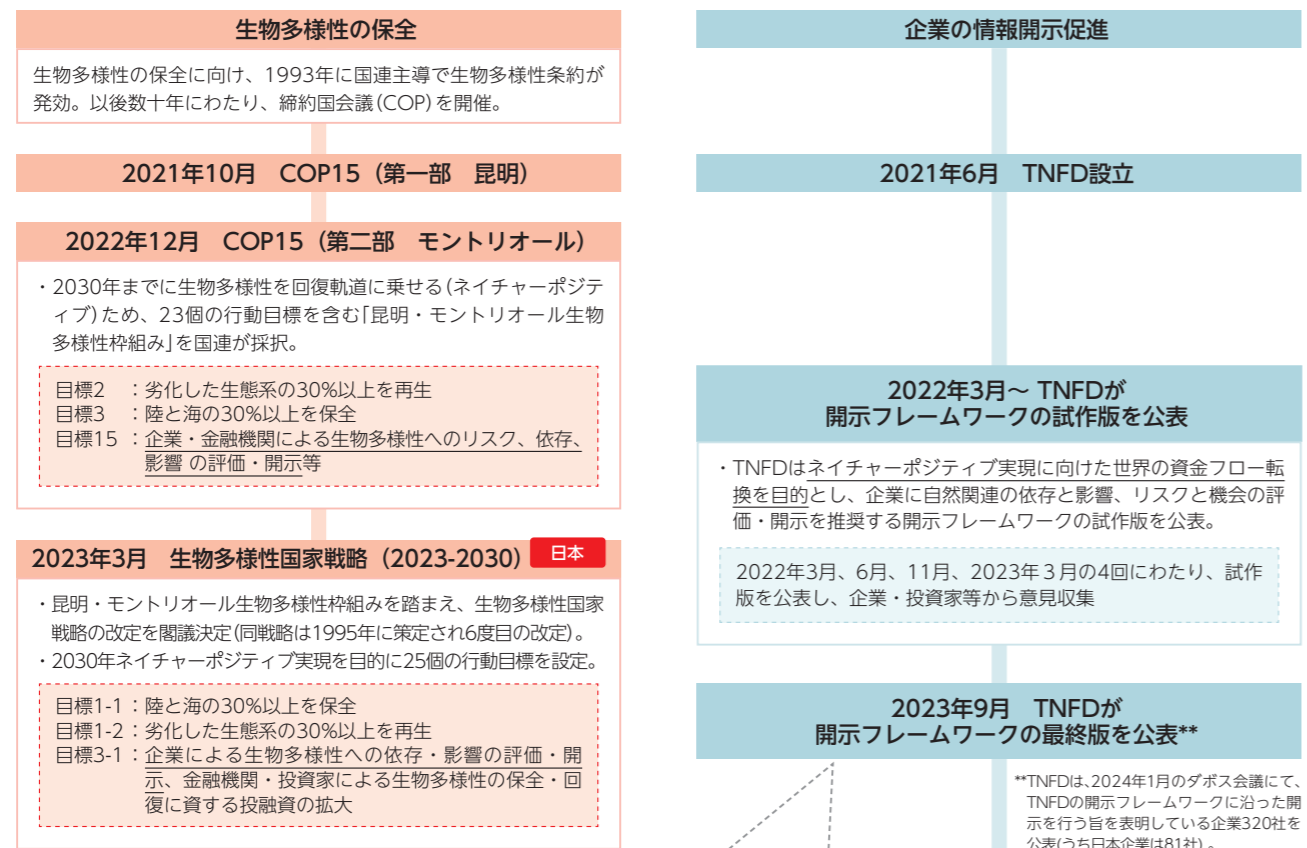 生物多様性の保全
生物多様性の保全に向け、1993年に国連主導で生物多様性条約が
発効。以後数十年にわたり、締約国会議(COP)を開催。
2021年10月　COP15（第一部　昆明）
2022年12月　COP15（第二部　モントリオール）
・2030年までに生物多様性を回復軌道に乗せる(ネイチャーポジテ
ィブ)ため、23個の行動目標を含む「昆明・モントリオール生物
多様性枠組み」を国連が採択。
目標2　：劣化した生態系の30%以上を再生
目標3　：陸と海の30%以上を保全
目標15：企業・金融機関による生物多様性へのリスク、依存、
影響 の評価・開示等
2023年3月　生物多様性国家戦略（2023-2030）　日本
・昆明・モントリオール生物多様性枠組みを踏まえ、生物多様性国家
戦略の改定を閣議決定(同戦略は1995年に策定され6度目の改定)。
・2030年ネイチャーポジティブ実現を目的に25個の行動目標を設定。
目標1-1：陸と海の30%以上を保全
目標1-2：劣化した生態系の30%以上を再生
目標3-1：企業による生物多様性への依存・影響の評価・開
示、金融機関・投資家による生物多様性の保全・回
復に資する投融資の拡大
企業の情報開示促進
2021年6月　TNFD設立
2022年3月～ TNFDが
開示フレームワークの試作版を公表
・TNFDはネイチャーポジティブ実現に向けた世界の資金フロー転
換を目的とし、企業に自然関連の依存と影響、リスクと機会の評
価・開示を推奨する開示フレームワークの試作版を公表。
2022年3月、6月、11月、2023年３月の4回にわたり、試作
版を公表し、企業・投資家等から意見収集
2023年9月　TNFDが
開示フレームワークの最終版を公表**
**TNFDは、2024年1月のダボス会議にて、
TNFDの開示フレームワークに沿った開
示を行う旨を表明している企業320社を
公表(うち日本企業は81社)。